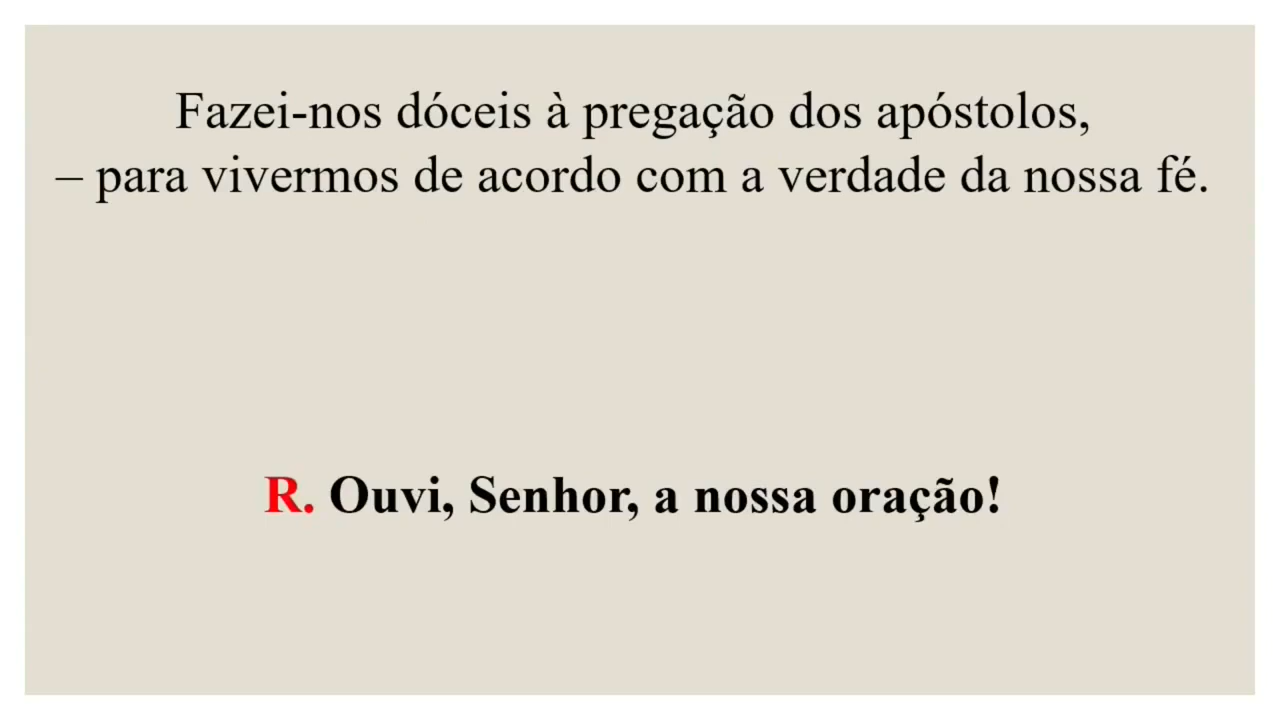 Fazei-nos dóceis à pregação dos apóstolos,
– para vivermos de acordo com a verdade da nossa fé.
R. Ouvi, Senhor, a nossa oração!